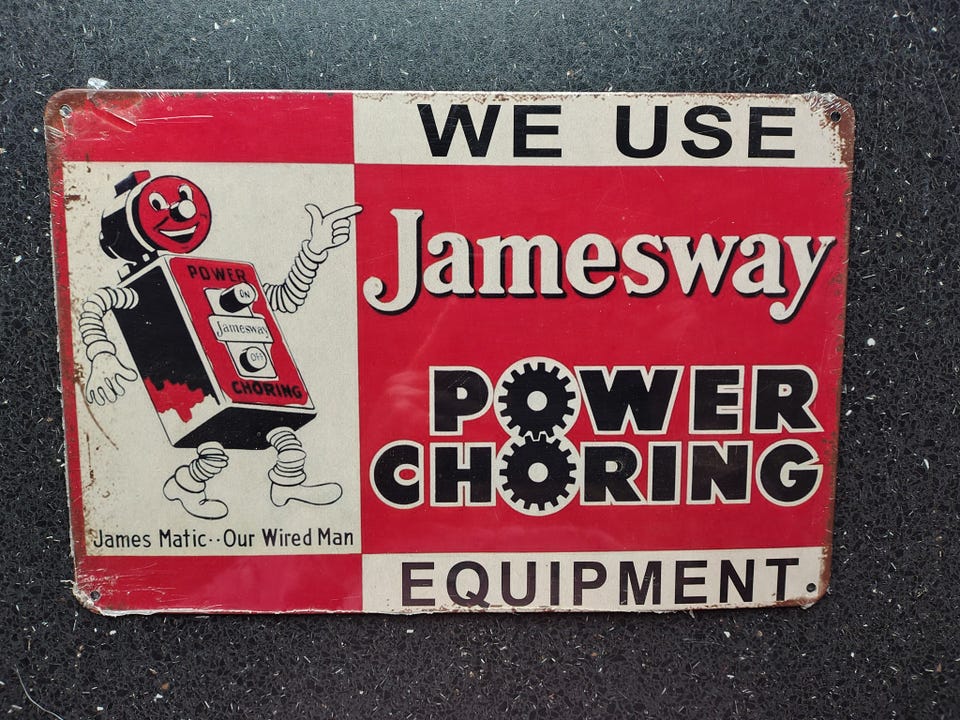 WE USE
Jamesway
POWER
CHORING
EQUIPMENT
POWER
ON
Jamesway
OFF
CHORING
James Matic--Our Wired Man